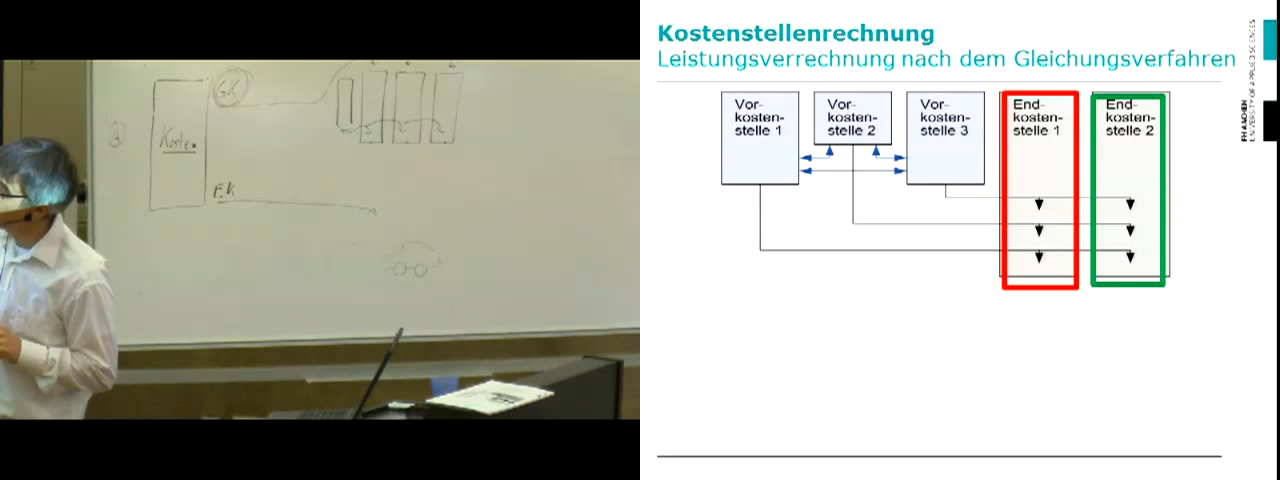 GK
Kosten
EK
Kostenstellenrechnung
Leistungsverrechnung nach dem Gleichungsverfahren
Vor-
kosten-
stelle 1
Vor-
kosten-
stelle 2
Vor-
kosten-
stelle 3
End-
kosten-
stelle 1
End-
kosten-
stelle 2
FH AACHEN
UNIVERSITY OF APPLIED SCIENCES